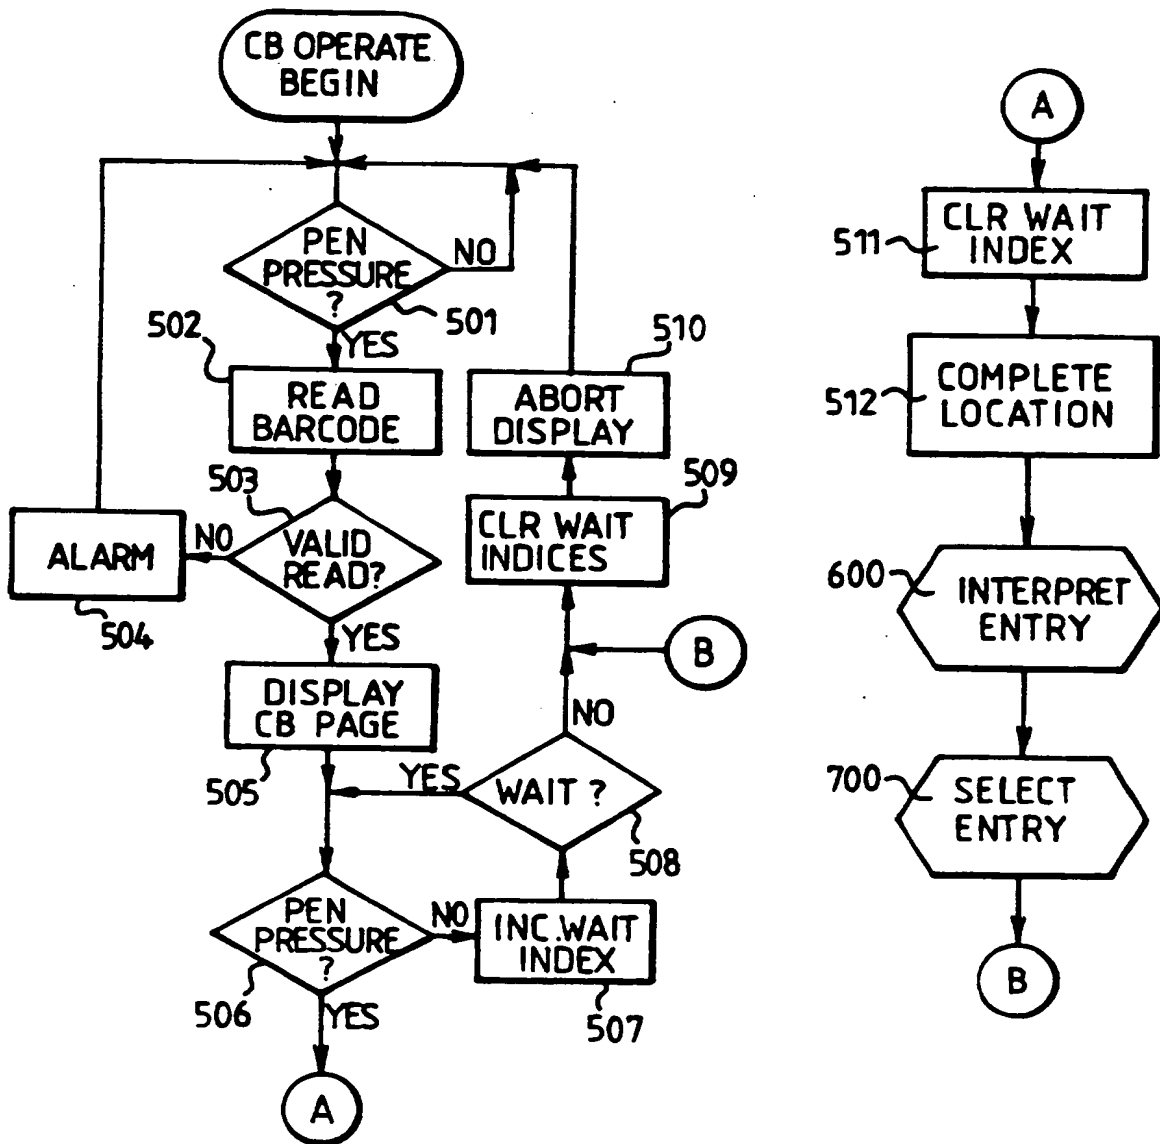 CB OPERATE
BEGIN
PEN
PRESSURE
?
NO
501
YES
502
READ
BARCODE
503
VALID
READ?
NO
ALARM
504
YES
DISPLAY
CB PAGE
505
PEN
PRESSURE
?
506
NO
YES
A
INC.WAIT
INDEX
507
WAIT ?
508
YES
NO
B
CLR WAIT
INDICES
509
ABORT
DISPLAY
510
A
CLR WAIT
INDEX
511
COMPLETE
LOCATION
512
INTERPRET
ENTRY
600
SELECT
ENTRY
700
B